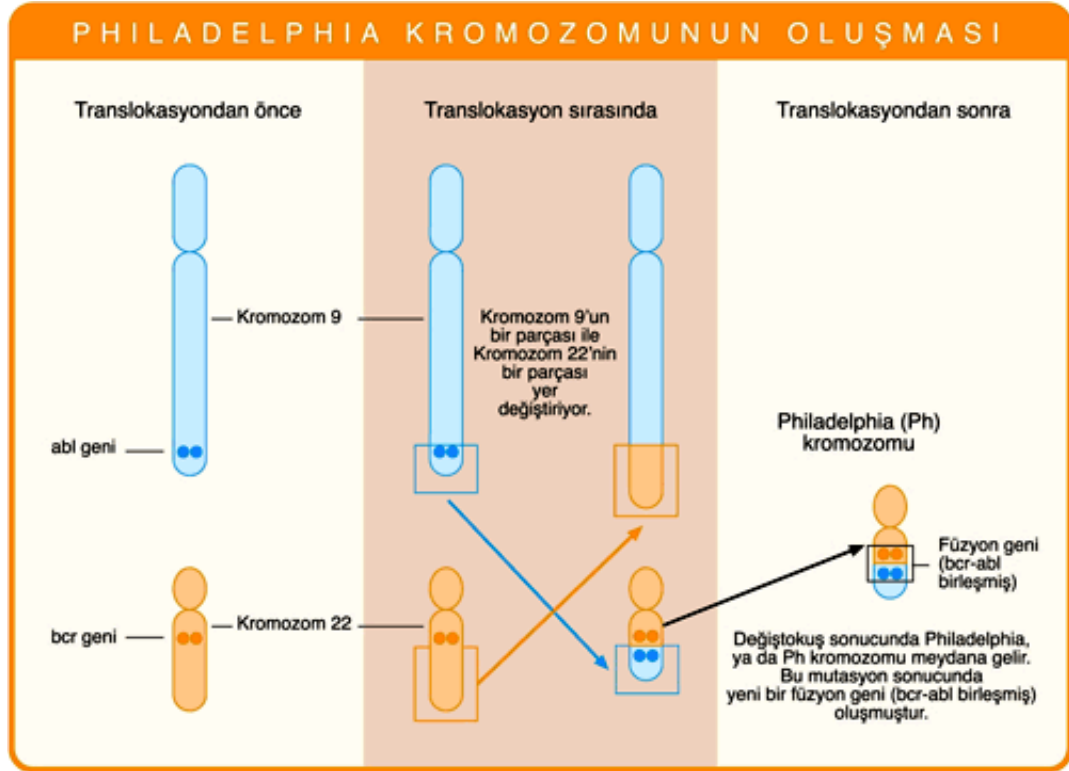 PHILADELPHIA KROMOZOMUNUN OLUŞMASI
Translokasyondan önce
Translokasyon sırasında
Translokasyondan sonra
Kromozom 9
Kromozom 9'un
bir parçası ile
Kromozom 22'nin
bir parçası
yer
değiştiriyor.
abl geni
Philadelphia (Ph)
kromozomu
Füzyon geni
(bcr-abl
birleşmiş)
bcr geni
Kromozom 22
Değiştokuş sonucunda Philadelphia,
ya da Ph kromozomu meydana gelir.
Bu mutasyon sonucunda
yeni bir füzyon geni (bcr-abl birleşmiş)
oluşmuştur.